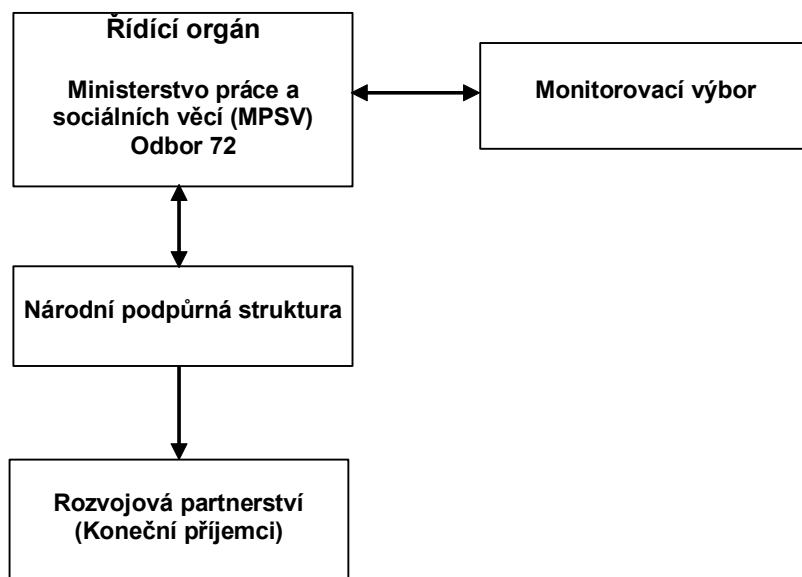 Řídící orgán
Ministerstvo práce a
sociálních věcí (MPSV)
Odbor 72
Monitorovací výbor
Národní podpůrná struktura
Rozvojová partnerství
(Koneční příjemci)